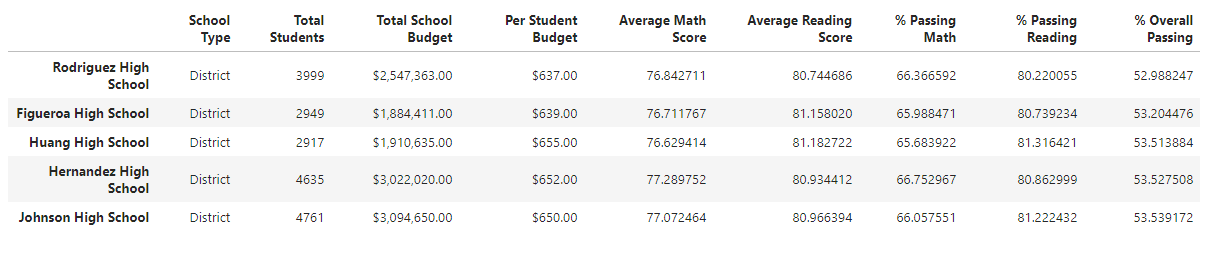 School Type Total Students Total School Budget Per Student Budget Average Math Score Average Reading Score % Passing Math % Passing Reading % Overall Passing
Rodriguez High School District 3999 $2,547,363.00 $637.00 76.842711 80.744686 66.366592 80.220055 52.988247
Figueroa High School District 2949 $1,884,411.00 $639.00 76.711767 81.158020 65.988471 80.739234 53.204476
Huang High School District 2917 $1,910,635.00 $655.00 76.629414 81.182722 65.683922 81.316421 53.513884
Hernandez High School District 4635 $3,022,020.00 $652.00 77.289752 80.934412 66.752967 80.862999 53.527508
Johnson High School District 4761 $3,094,650.00 $650.00 77.072464 80.966394 66.057551 81.222432 53.539172